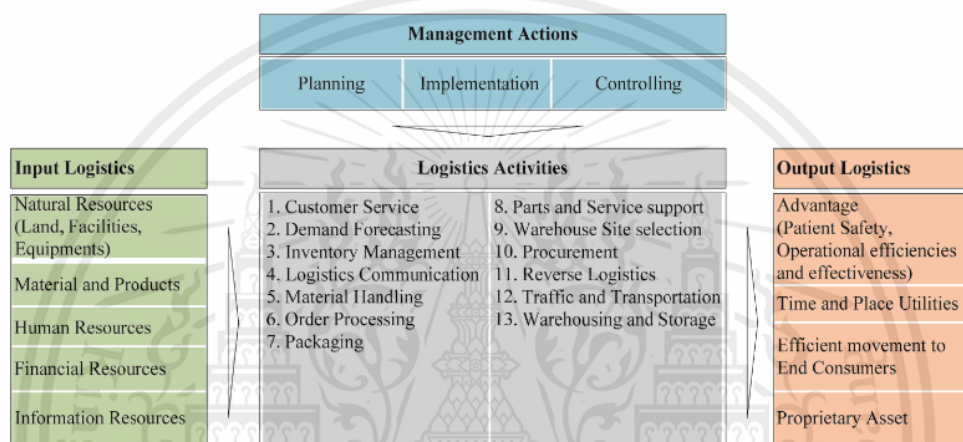 Management Actions
Planning
Implementation
Controlling
Input Logistics
Natural Resources
(Land, Facilities,
Equipments)
Material and Products
Human Resources
Financial Resources
Information Resources
Logistics Activities
1. Customer Service
2. Demand Forecasting
3. Inventory Management
4. Logistics Communication
5. Material Handling
6. Order Processing
7. Packaging
8. Parts and Service support
9. Warehouse Site selection
10. Procurement
11. Reverse Logistics
12. Traffic and Transportation
13. Warehousing and Storage
Output Logistics
Advantage
(Patient Safety,
Operational efficiencies
and effectiveness)
Time and Place Utilities
Efficient movement to
End Consumers
Proprietary Asset